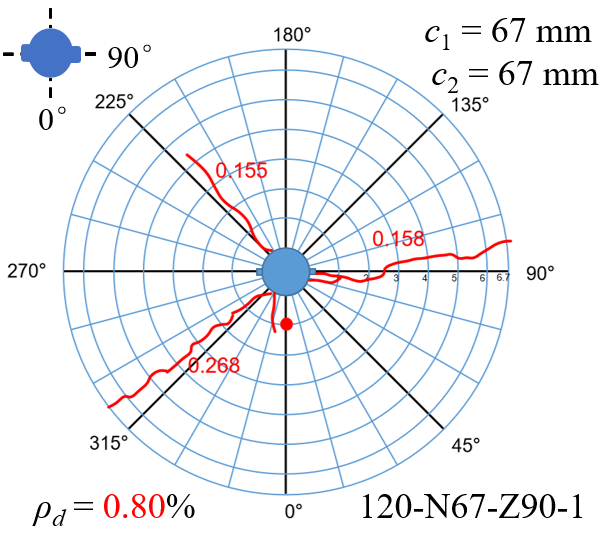 180°
c1 = 67 mm
c2 = 67 mm
90°
0°
225°
135°
0.155
0.158
270°
2 3 4 5 6 6.7
90°
0.268
315°
45°
ρd = 0.80%
0°
120-N67-Z90-1